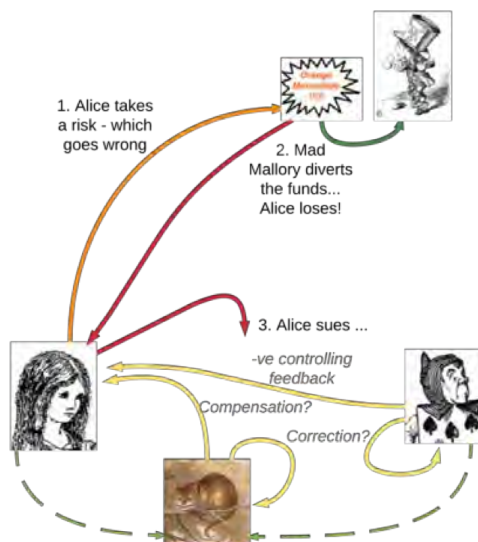 1. Alice takes
a risk - which
goes wrong
2. Mad
Mallory diverts
the funds...
Alice loses!
3. Alice sues ...
-ve controlling
feedback
Compensation?
Correction?